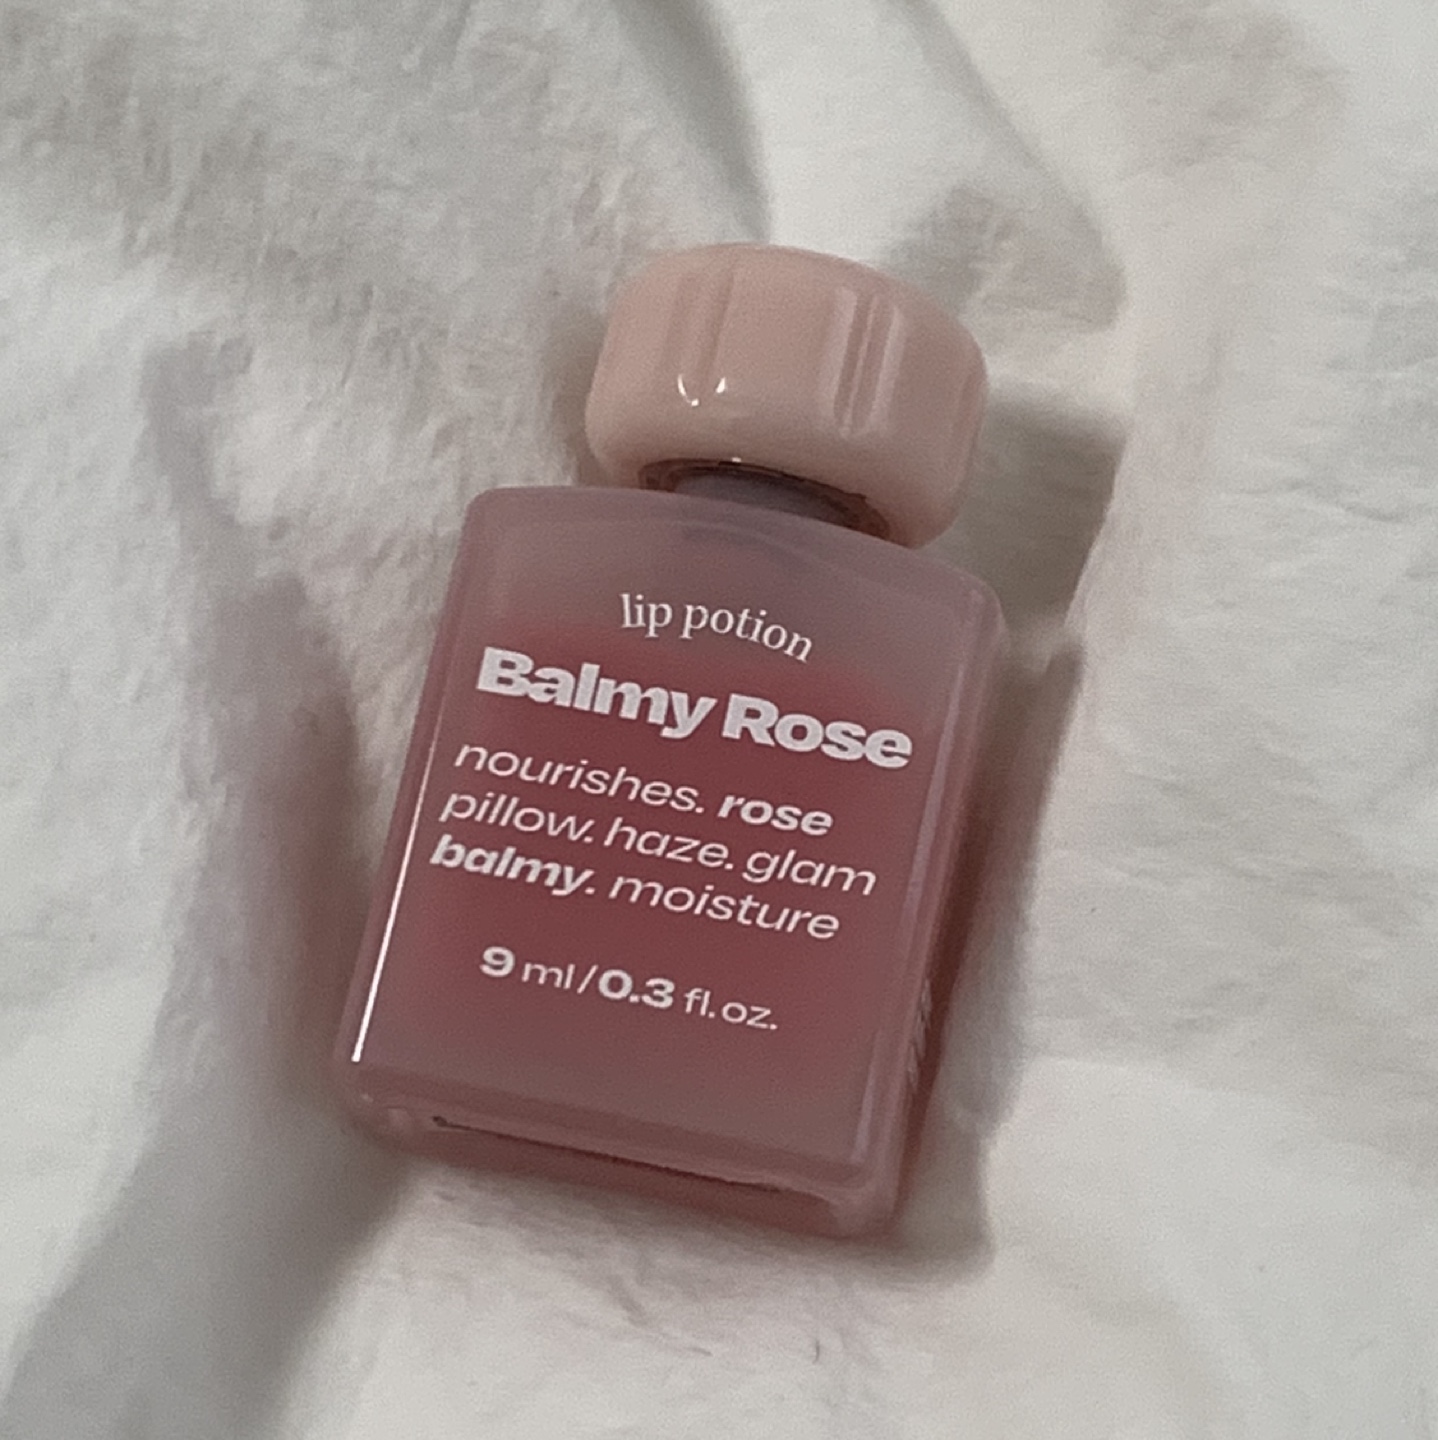 lip potion
Balmy Rose
nourishes. rose
pillow. haze. glam
balmy. moisture
9 ml/0.3 fl.oz.